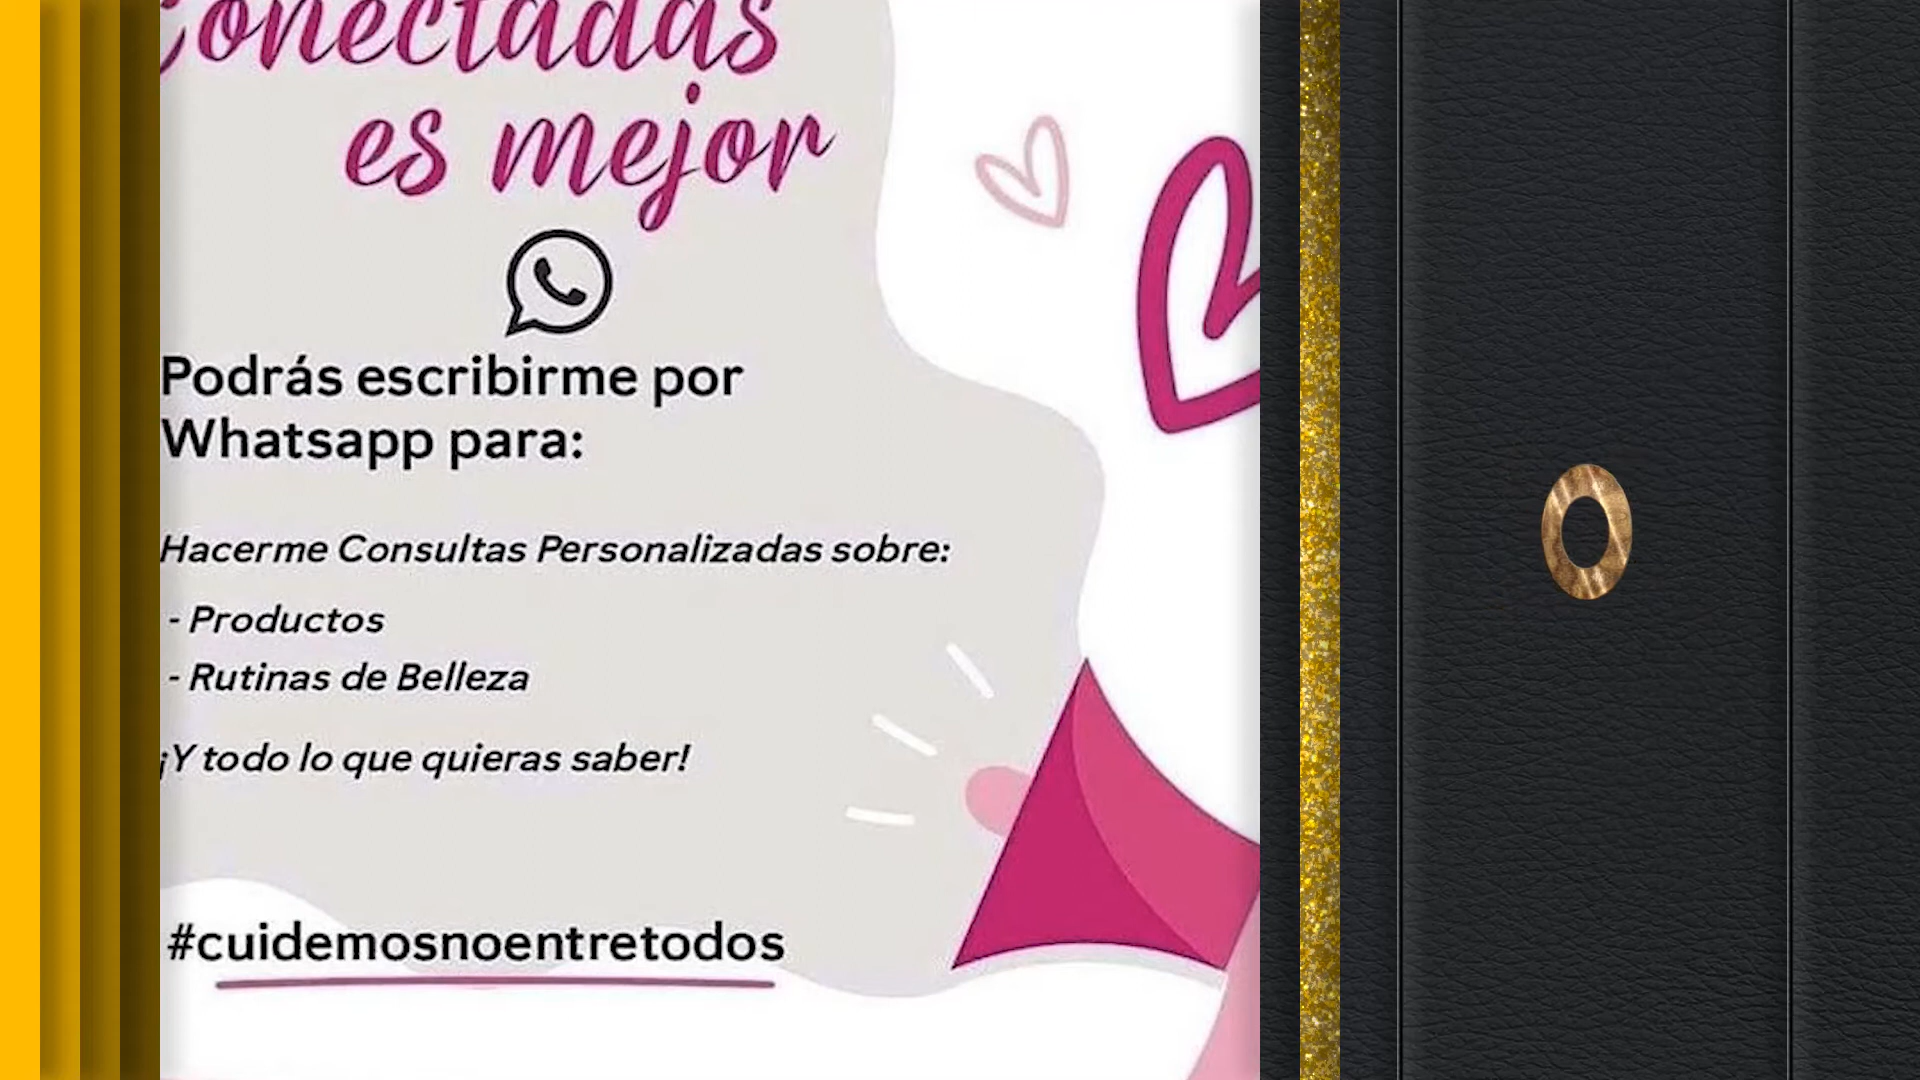 Conectadas
es mejor
Podrás escribirme por
Whatsapp para:
Hacerme Consultas Personalizadas sobre:
- Productos
- Rutinas de Belleza
¡Y todo lo que quieras saber!
#cuidemosnoentretodos
O